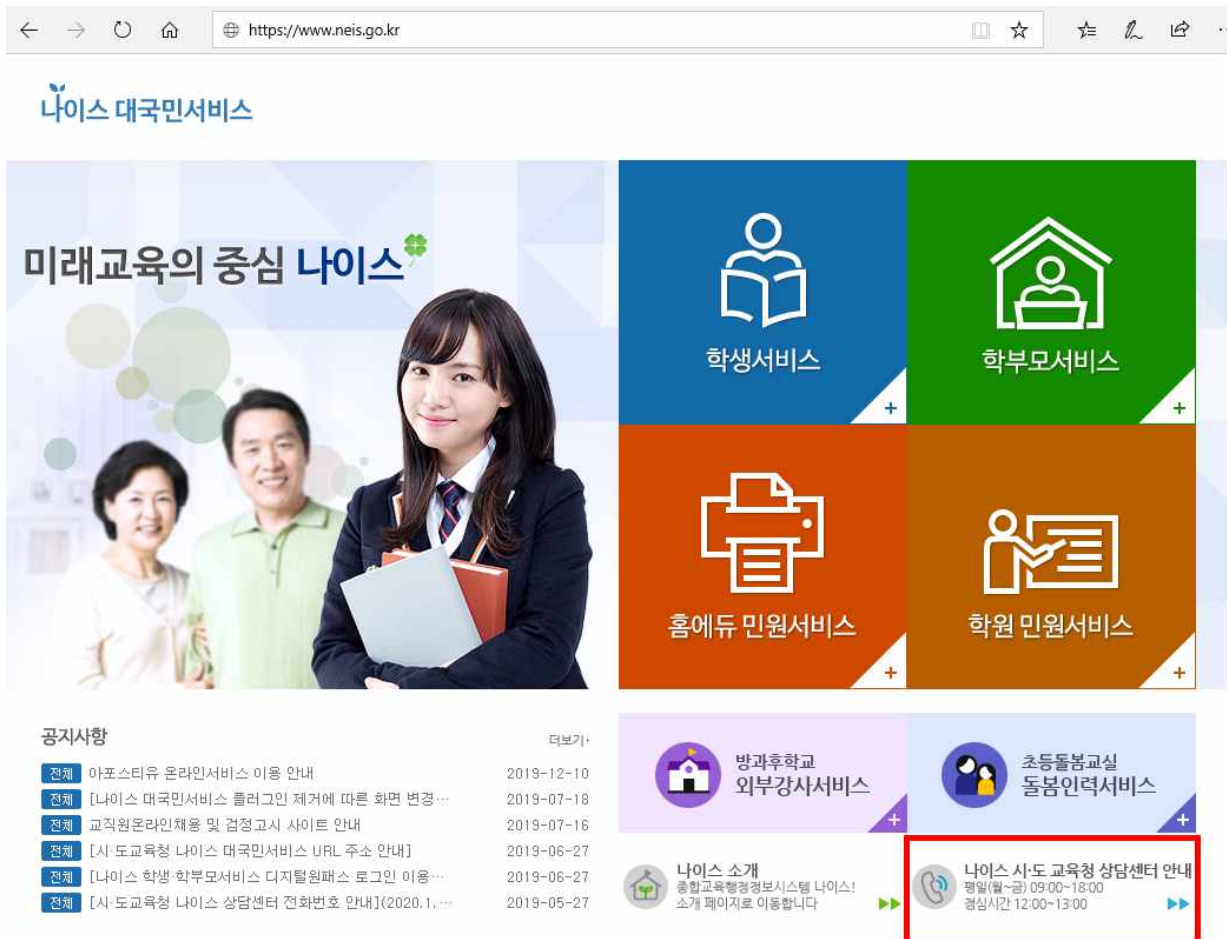 https://www.neis.go.kr
나이스 대국민서비스
미래교육의 중심 나이스
학생서비스
학부모서비스
홈에듀 민원서비스
학원 민원서비스
공지사항
더보기
전체 아포스티유 온라인서비스 이용 안내 2019-12-10
전체 [나이스 대국민서비스 플러그인 제거에 따른 화면 변경… 2019-07-18
전체 교직원온라인채용 및 검정고시 사이트 안내 2019-07-16
전체 [시·도교육청 나이스 대국민서비스 URL 주소 안내] 2019-06-27
전체 [나이스 학생·학부모서비스 디지털원패스 로그인 이용… 2019-06-27
전체 [시·도교육청 나이스 상담센터 전화번호 안내](2020.1.… 2019-05-27
방과후학교
외부강사서비스
초등돌봄교실
돌봄인력서비스
나이스 소개
종합교육행정정보시스템 나이스!
소개 페이지로 이동합니다
나이스 시·도 교육청 상담센터 안내
평일(월~금) 09:00~18:00
점심시간 12:00~13:00